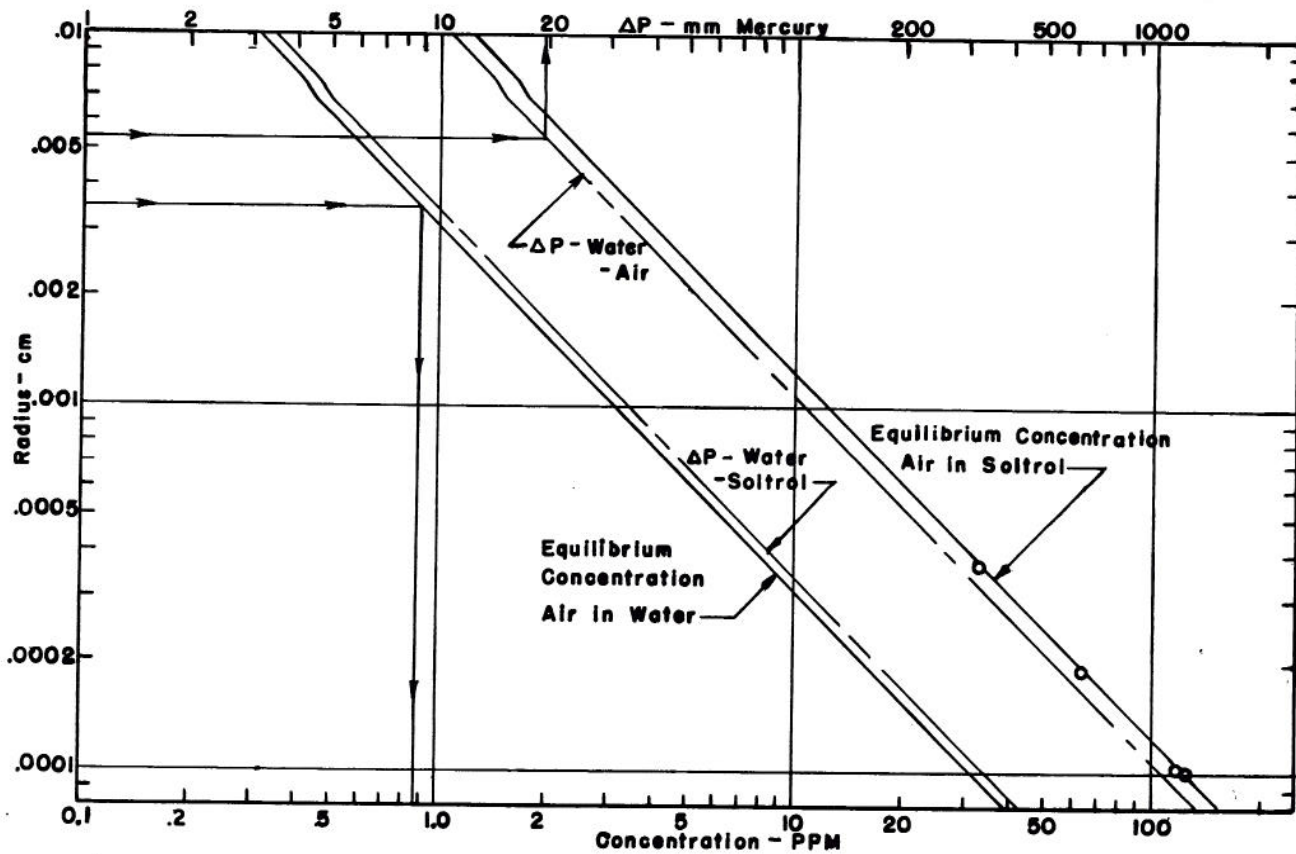 2 5 10 20 ΔP - mm Mercury 200 500 1000
.01
.005
.002
.001
.0005
.0002
.0001
Radius - cm
ΔP - Water
- Air
ΔP - Water
- Soltrol
Equilibrium Concentration
Air in Soltrol
Equilibrium
Concentration
Air in Water
0.1 .2 .5 1.0 2 5 10 20 50 100
Concentration - PPM